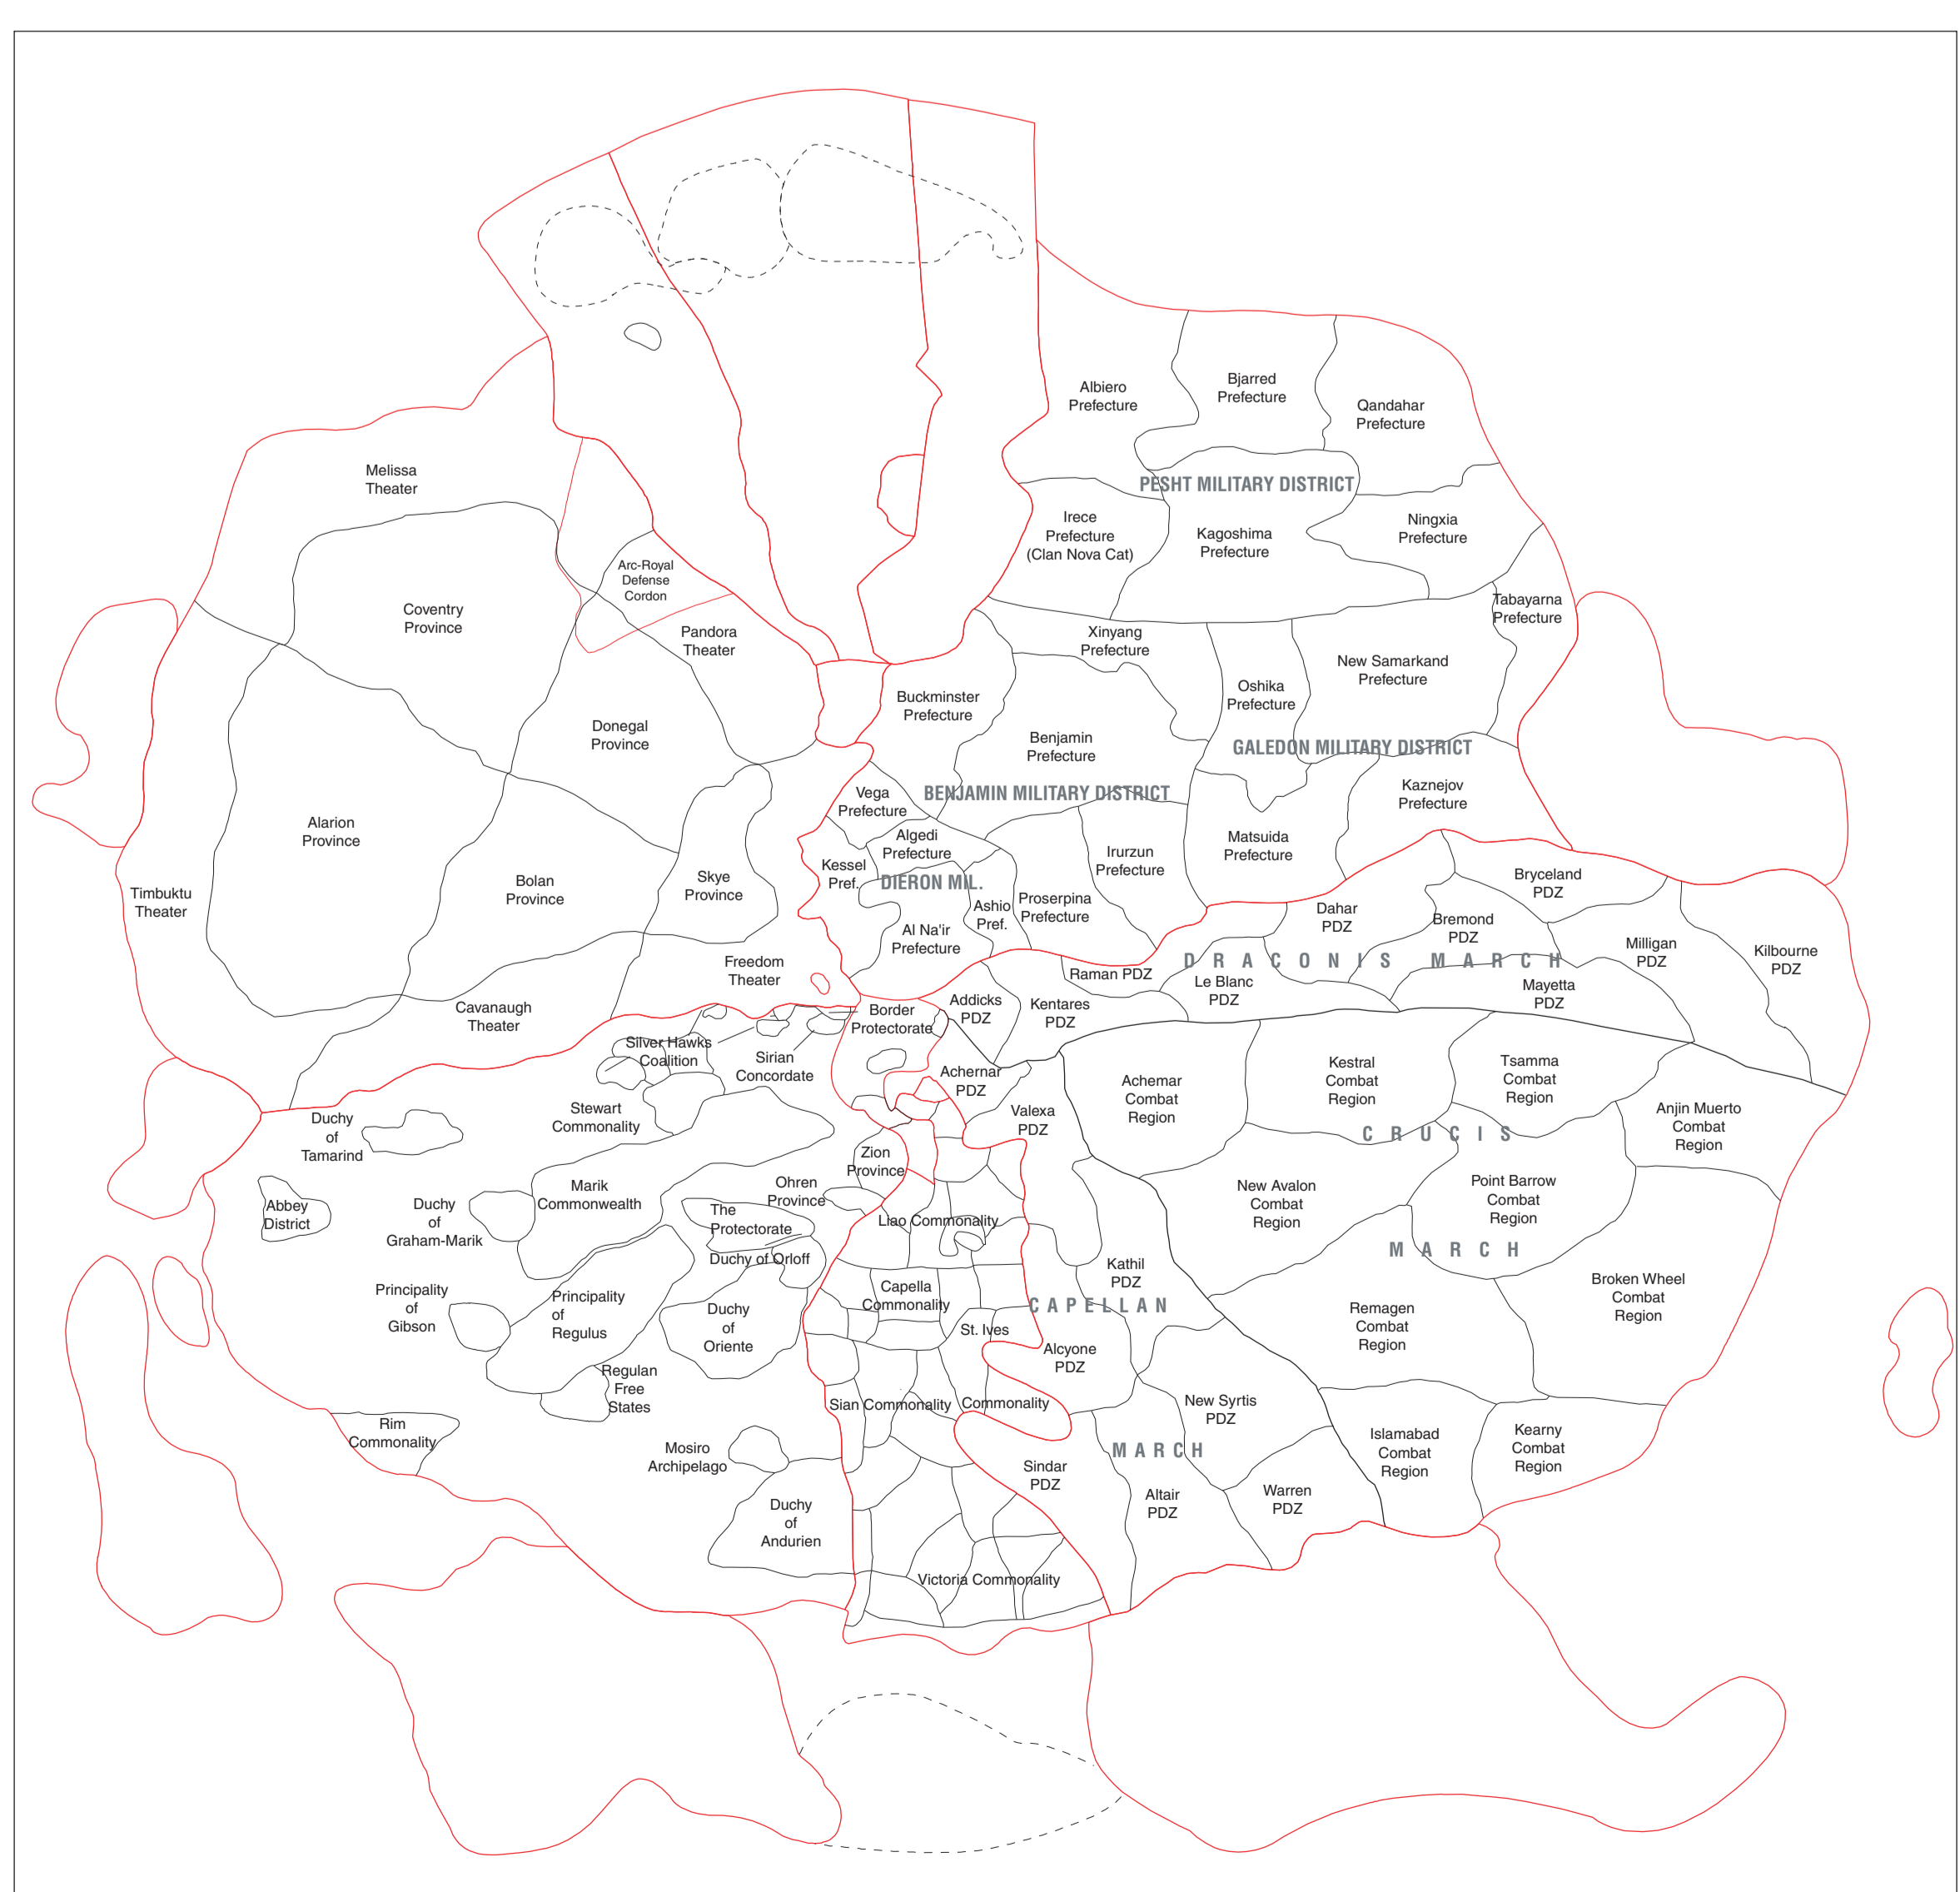 Albiero
Prefecture
Bjarred
Prefecture
Qandahar
Prefecture
PESHT MILITARY DISTRICT
Irece
Prefecture
(Clan Nova Cat)
Kagoshima
Prefecture
Ningxia
Prefecture
Tabayarna
Prefecture
Melissa
Theater
Coventry
Province
Arc-Royal
Defense
Cordon
Pandora
Theater
Donegal
Province
Alarion
Province
Bolan
Province
Skye
Province
Timbuktu
Theater
Freedom
Theater
Cavanaugh
Theater
Xinyang
Prefecture
Buckminster
Prefecture
Benjamin
Prefecture
Oshika
Prefecture
New Samarkand
Prefecture
GALEDON MILITARY DISTRICT
BENJAMIN MILITARY DISTRICT
Kaznejov
Prefecture
Matsuida
Prefecture
Vega
Prefecture
Algedi
Prefecture
Kessel
Pref.
DIERON MIL.
Irurzun
Prefecture
Proserpina
Prefecture
Ashio
Pref.
Al Na'ir
Prefecture
Bryceland
PDZ
Dahar
PDZ
Bremond
PDZ
Milligan
PDZ
Kilbourne
PDZ
DRACONIS MARCH
Raman PDZ
Le Blanc
PDZ
Mayetta
PDZ
Addicks
PDZ
Kentares
PDZ
Border
Protectorate
Silver Hawks
Coalition
Sirian
Concordate
Achernar
PDZ
Valexa
PDZ
Achemar
Combat
Region
Kestral
Combat
Region
Tsamma
Combat
Region
Anjin Muerto
Combat
Region
CRUCIS
Duchy
of
Tamarind
Stewart
Commonality
Zion
Province
Marik
Commonwealth
Ohren
Province
Abbey
District
Duchy
of
Graham-Marik
The
Protectorate
Liao Commonality
Duchy of Orloff
New Avalon
Combat
Region
Point Barrow
Combat
Region
MARCH
Kathil
PDZ
Principality
of
Gibson
Principality
of
Regulus
Duchy
of
Oriente
Capella
Commonality
CAPELLAN
St. Ives
Alcyone
PDZ
Remagen
Combat
Region
Broken Wheel
Combat
Region
Regulan
Free
States
Sian Commonality
Commonality
New Syrtis
PDZ
Rim
Commonality
Mosiro
Archipelago
MARCH
Islamabad
Combat
Region
Kearny
Combat
Region
Sindar
PDZ
Altair
PDZ
Warren
PDZ
Duchy
of
Andurien
Victoria Commonality